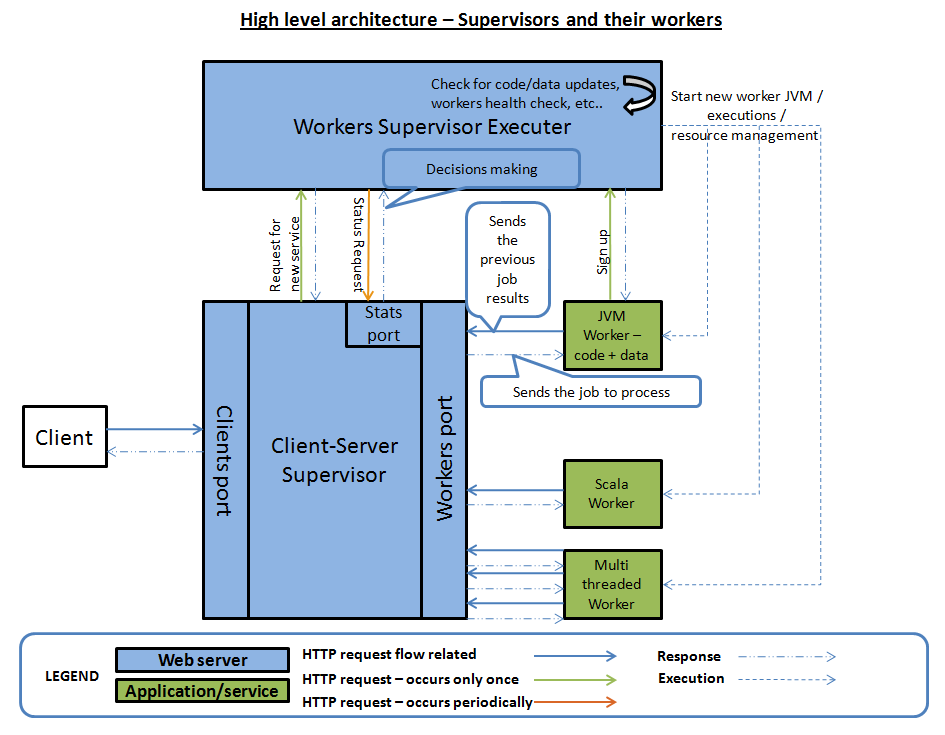 High level architecture – Supervisors and their workers
Check for code/data updates,
workers health check, etc..
Workers Supervisor Executer
Start new worker JVM /
executions /
resource management
Decisions making
Request for
new service
Status Request
Sends
the
previous
job
results
Sign up
Stats
port
JVM
Worker –
code + data
Sends the job to process
Client
Clients port
Client-Server
Supervisor
Workers port
Scala
Worker
Multi
threaded
Worker
LEGEND
Web server
Application/service
HTTP request flow related
HTTP request – occurs only once
HTTP request – occurs periodically
Response
Execution